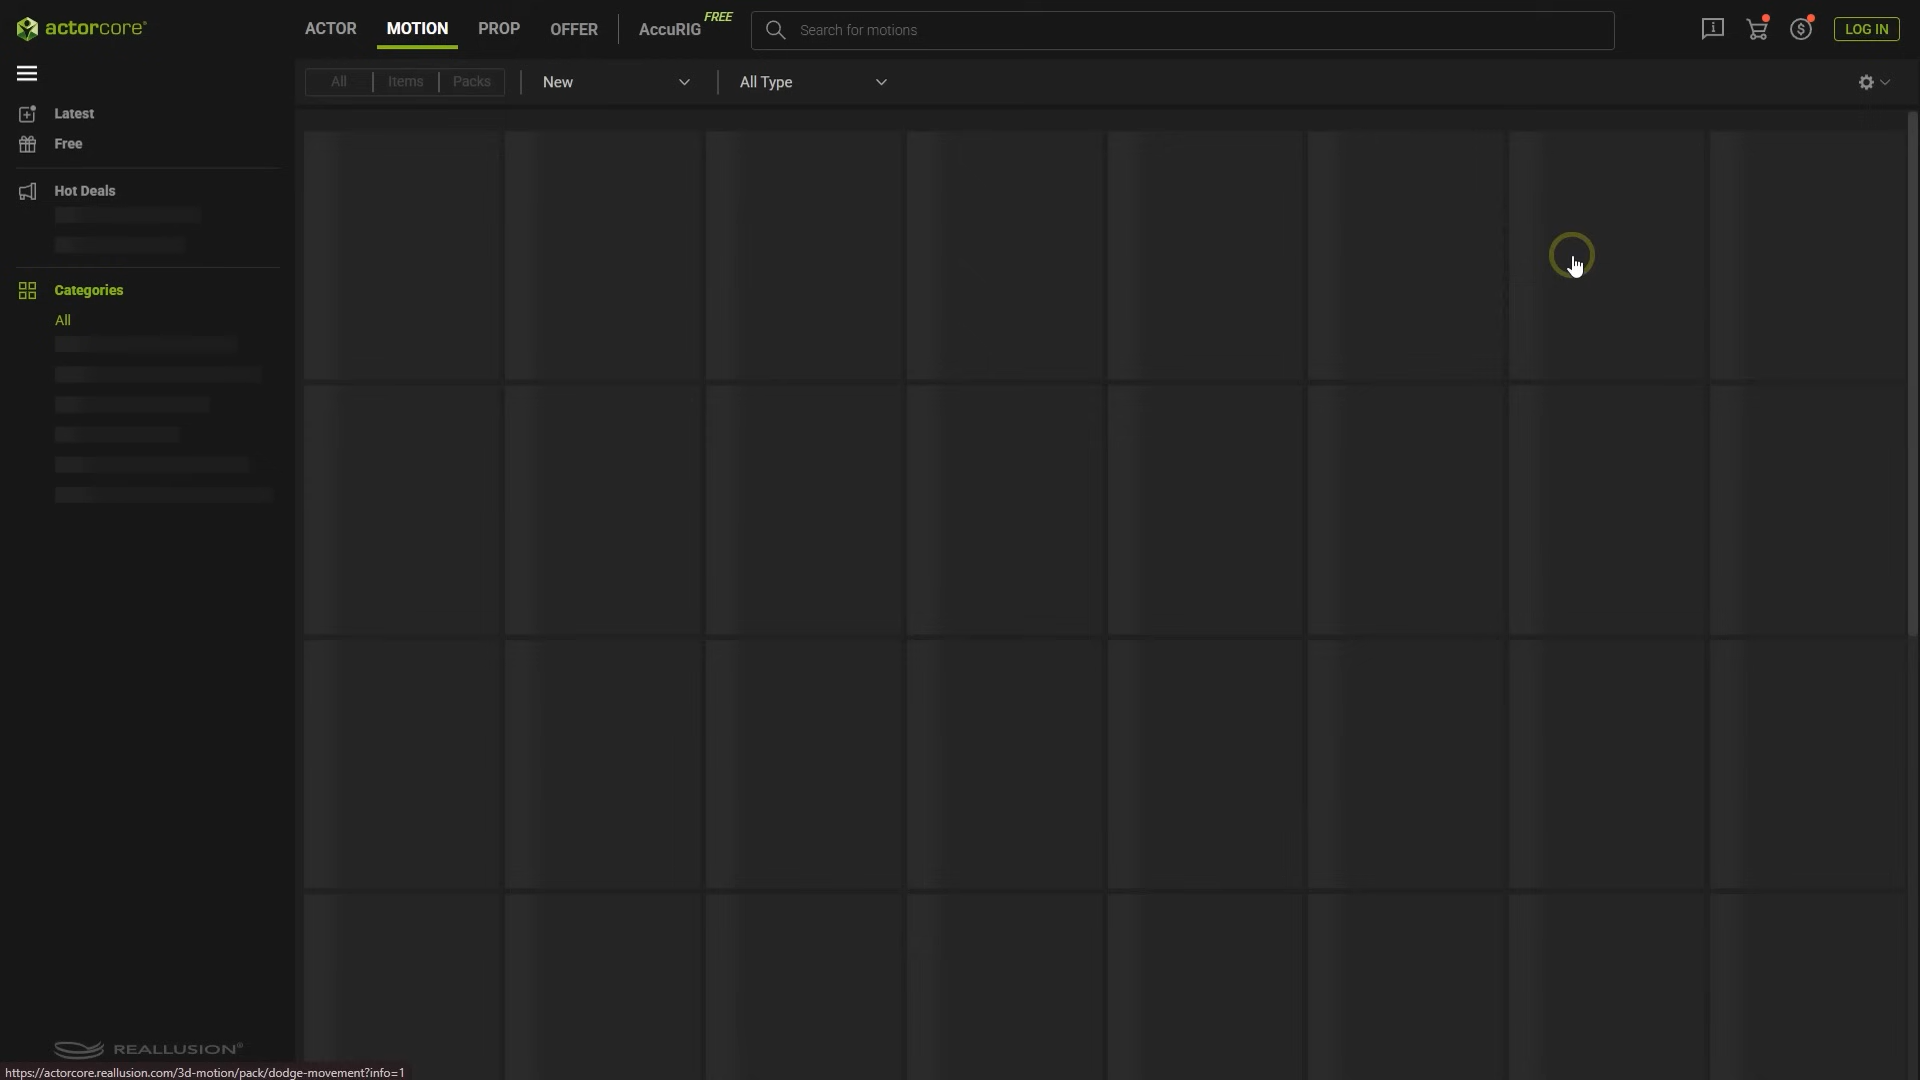 actorcore®
ACTOR
MOTION
PROP
OFFER
AccuRIG
FREE
Search for motions
LOG IN
All
Items
Packs
New
All Type
Latest
Free
Hot Deals
Categories
All
REALLUSION®
https://actorcore.reallusion.com/3d-motion/pack/dodge-movement?info=1